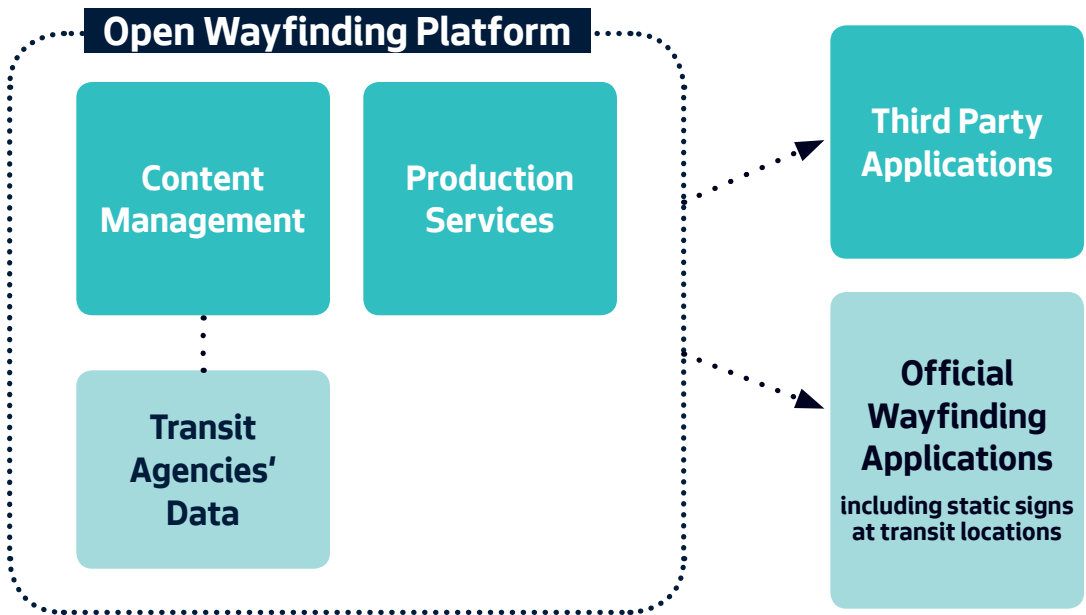 Open Wayfinding Platform
Content
Management
Production
Services
Transit
Agencies'
Data
Third Party
Applications
Official
Wayfinding
Applications
including static signs
at transit locations